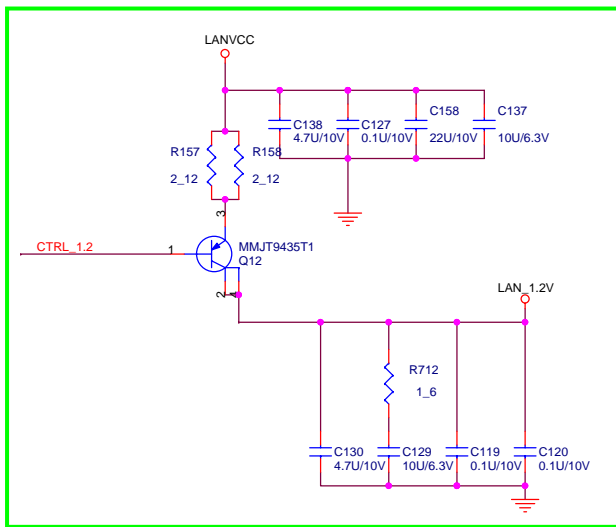 LANVCC
C138
4.7U/10V
C127
0.1U/10V
C158
22U/10V
C137
10U/6.3V
R157
2_12
R158
2_12
3
CTRL_1.2
1
MMJT9435T1
Q12
2
4
LAN_1.2V
R712
1_6
C130
4.7U/10V
C129
10U/6.3V
C119
0.1U/10V
C120
0.1U/10V